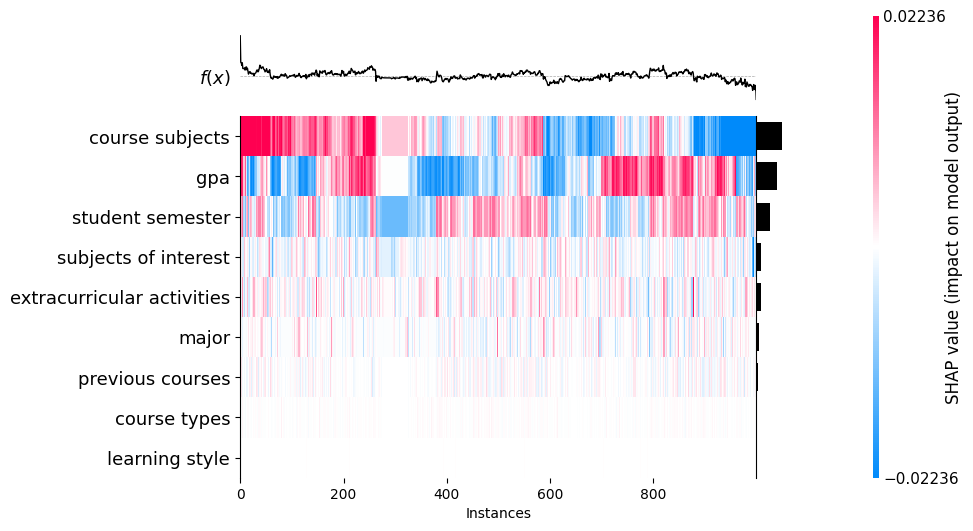 0.02236
f(x)
course subjects
gpa
student semester
subjects of interest
extracurricular activities
major
previous courses
course types
learning style
0 200 400 600 800
Instances
SHAP value (impact on model output)
−0.02236